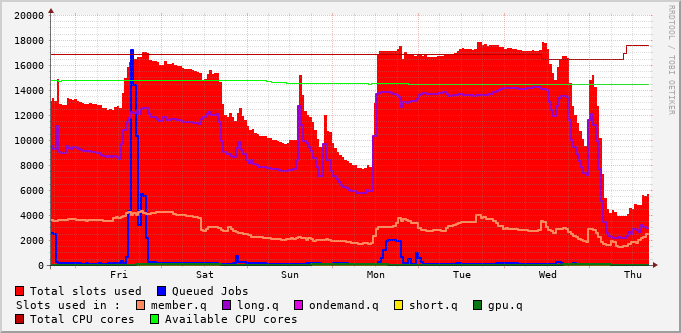 20000
18000
16000
14000
12000
10000
8000
6000
4000
2000
0
Fri Sat Sun Mon Tue Wed Thu
RRDTOOL / TOBI OETIKER
Total slots used Queued Jobs
Slots used in : member.q long.q ondemand.q short.q gpu.q
Total CPU cores Available CPU cores